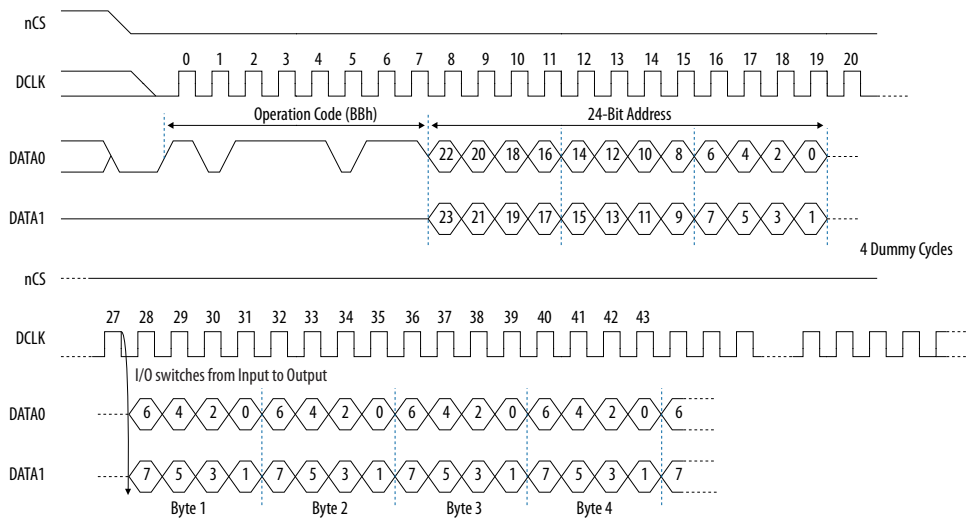 nCS
0 1 2 3 4 5 6 7 8 9 10 11 12 13 14 15 16 17 18 19 20
DCLK
Operation Code (BBh)
24-Bit Address
DATA0
22 20 18 16 14 12 10 8 6 4 2 0
DATA1
23 21 19 17 15 13 11 9 7 5 3 1
4 Dummy Cycles
nCS
27 28 29 30 31 32 33 34 35 36 37 38 39 40 41 42 43
DCLK
I/O switches from Input to Output
DATA0
6 4 2 0 6 4 2 0 6 4 2 0 6 4 2 0 6
DATA1
7 5 3 1 7 5 3 1 7 5 3 1 7 5 3 1 7
Byte 1 Byte 2 Byte 3 Byte 4